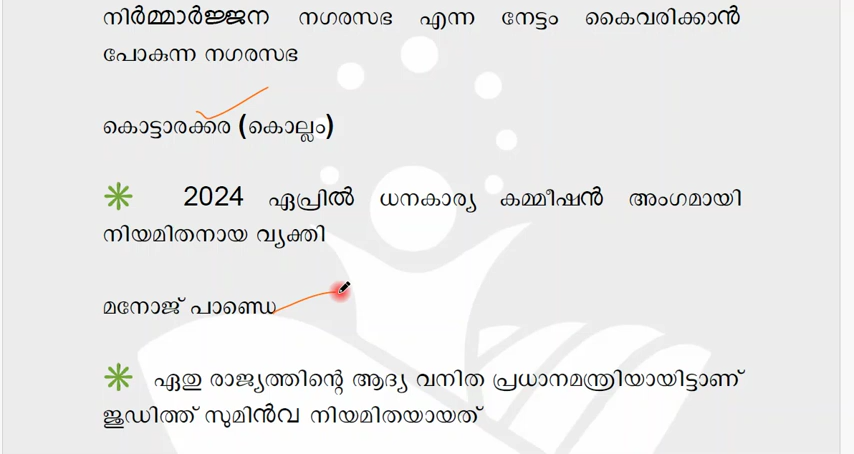 നിർമ്മാർജ്ജന നഗരസഭ എന്ന നേട്ടം കൈവരിക്കാൻ
പോകുന്ന നഗരസഭ
കൊട്ടാരക്കര (കൊല്ലം)
✳ 2024 ഏപ്രിൽ ധനകാര്യ കമ്മീഷൻ അംഗമായി
നിയമിതനായ വ്യക്തി
മനോജ് പാണ്ഡെ
✳ ഏതു രാജ്യത്തിന്റെ ആദ്യ വനിത പ്രധാനമന്ത്രിയായിട്ടാണ്
ജുഡിത്ത് സുമിൻവ നിയമിതയായത്